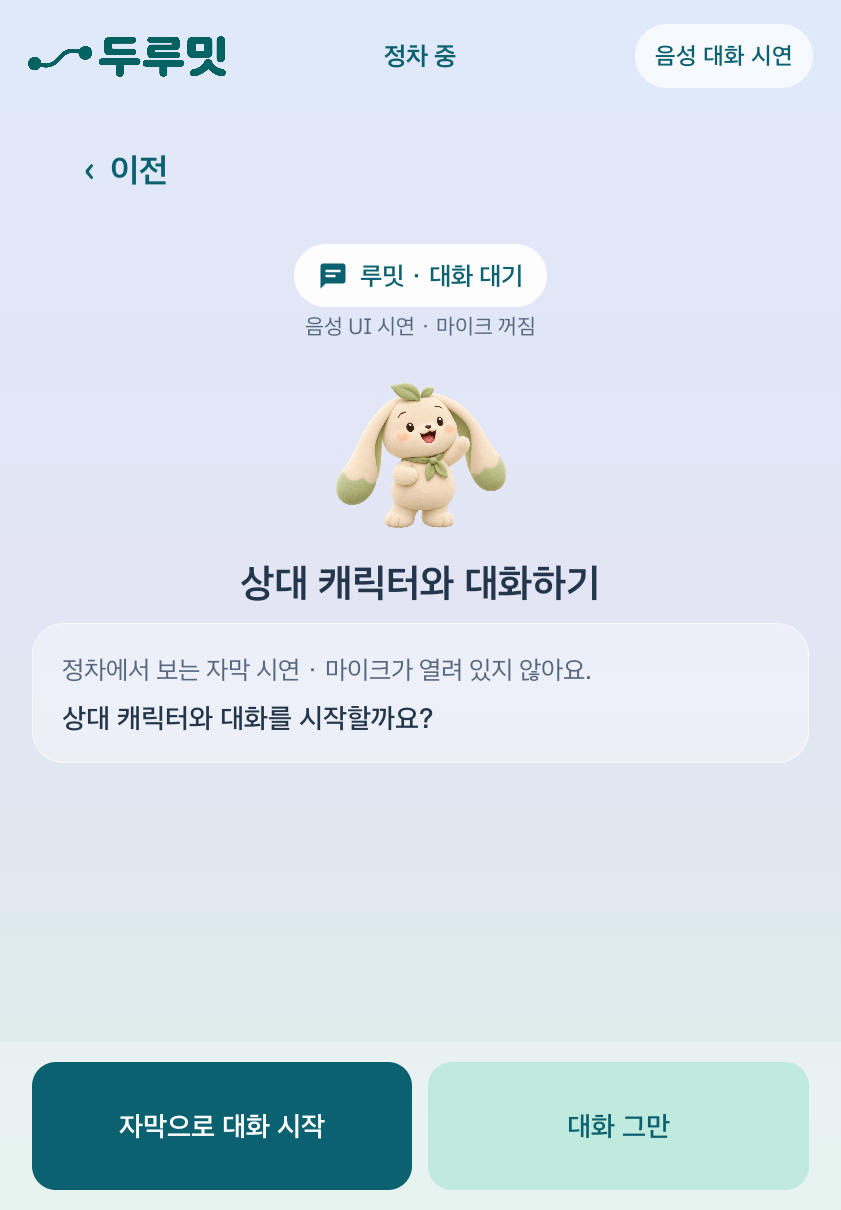 두루밋
정차 중
음성 대화 시연
‹ 이전
루밋 · 대화 대기
음성 UI 시연 · 마이크 꺼짐
상대 캐릭터와 대화하기
정차에서 보는 자막 시연 · 마이크가 열려 있지 않아요.
상대 캐릭터와 대화를 시작할까요?
자막으로 대화 시작
대화 그만